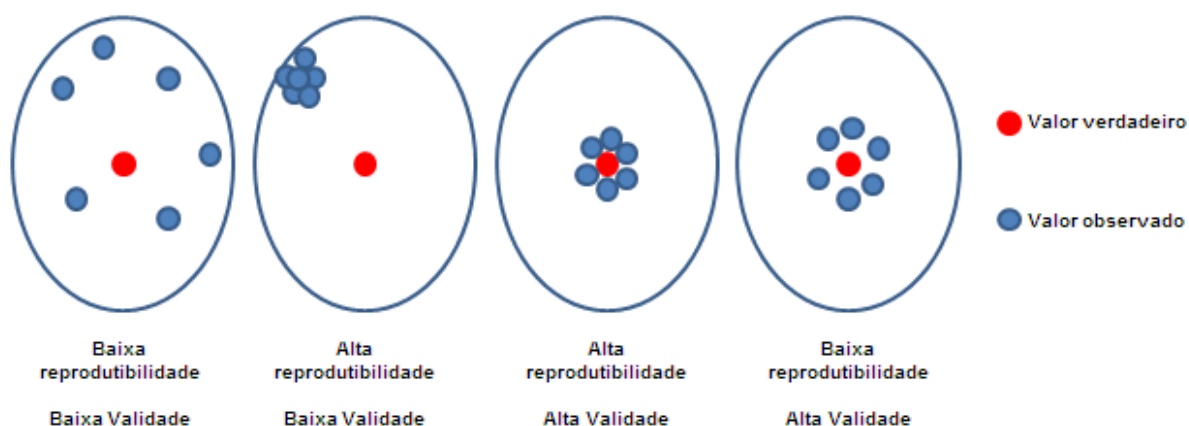 Valor verdadeiro
Valor observado
Baixa
reprodutibilidade
Baixa Validade
Alta
reprodutibilidade
Baixa Validade
Alta
reprodutibilidade
Alta Validade
Baixa
reprodutibilidade
Alta Validade